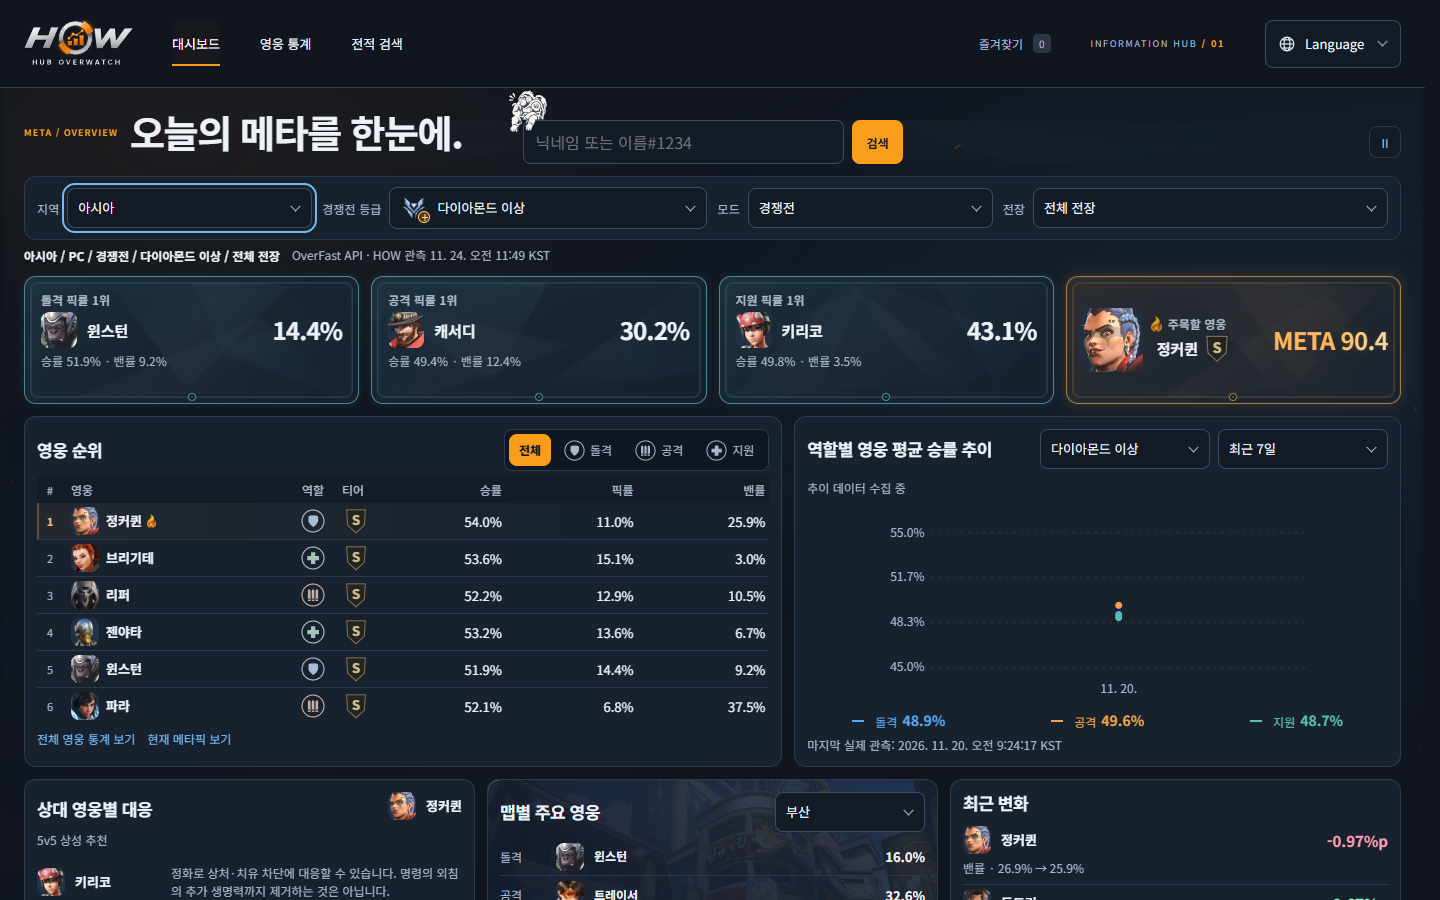 HOW
HUB OVERWATCH
대시보드 영웅 통계 전적 검색
즐겨찾기 0
INFORMATION HUB / 01
Language
META / OVERVIEW
오늘의 메타를 한눈에.
닉네임 또는 이름#1234
검색
지역 아시아 경쟁전 등급 다이아몬드 이상 모드 경쟁전 전장 전체 전장
아시아 / PC / 경쟁전 / 다이아몬드 이상 / 전체 전장 OverFast API · HOW 관측 11. 24. 오전 11:49 KST
돌격 픽률 1위
윈스턴 14.4%
승률 51.9% · 밴률 9.2%
공격 픽률 1위
캐서디 30.2%
승률 49.4% · 밴률 12.4%
지원 픽률 1위
키리코 43.1%
승률 49.8% · 밴률 3.5%
주목할 영웅
정커퀸 S
META 90.4
영웅 순위
전체 돌격 공격 지원
# 영웅 역할 티어 승률 픽률 밴률
1 정커퀸 S 54.0% 11.0% 25.9%
2 브리기테 S 53.6% 15.1% 3.0%
3 리퍼 S 52.2% 12.9% 10.5%
4 젠야타 S 53.2% 13.6% 6.7%
5 윈스턴 S 51.9% 14.4% 9.2%
6 파라 S 52.1% 6.8% 37.5%
전체 영웅 통계 보기 현재 메타픽 보기
역할별 영웅 평균 승률 추이
다이아몬드 이상 최근 7일
추이 데이터 수집 중
55.0%
51.7%
48.3%
45.0%
11. 20.
돌격 48.9% 공격 49.6% 지원 48.7%
마지막 실제 관측: 2026. 11. 20. 오전 9:24:17 KST
상대 영웅별 대응
정커퀸
5v5 상성 추천
키리코
정화로 상처·치유 차단에 대응할 수 있습니다. 명령의 외침
의 추가 생명력까지 제거하는 것은 아닙니다.
맵별 주요 영웅
부산
돌격 윈스턴 16.0%
공격 트레이서 32.6%
최근 변화
정커퀸 -0.97%p
밴률 · 26.9% → 25.9%